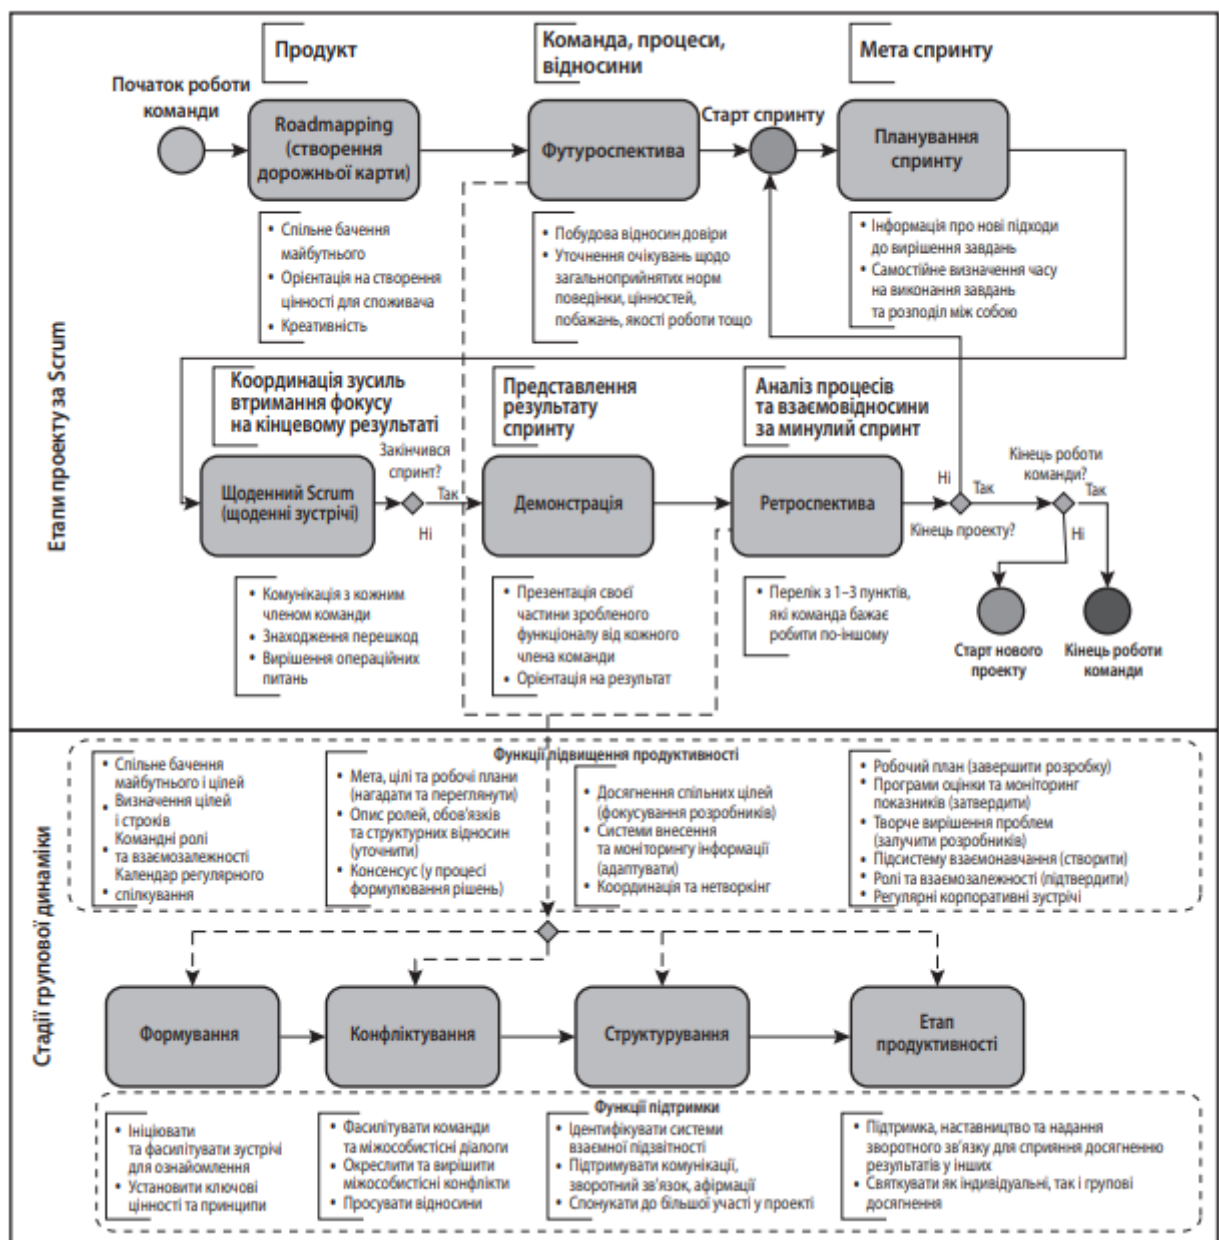 Етапи проекту за Scrum
Продукт
Команда, процеси,
відносини
Мета спринту
Початок роботи
команди
Roadmapping
(створення
дорожньої карти)
Футуроспектива
Старт спринту
Планування
спринту
• Спільне бачення
майбутнього
• Орієнтація на створення
цінності для споживача
• Креативність
• Побудова відносин довіри
• Уточнення очікувань щодо
загальноприйнятих норм
поведінки, цінностей,
побажань, якості роботи тощо
• Інформація про нові підходи
до вирішення завдань
• Самостійне визначення часу
на виконання завдань
та розподіл між собою
Координація зусиль
втримання фокусу
на кінцевому результаті
Представлення
результату
спринту
Аналіз процесів
та взаємовідносини
за минулий спринт
Щоденний Scrum
(щоденні зустрічі)
Закінчився
спринт?
Так
Ні
Демонстрація
Ретроспектива
Ні
Так
Кінець проекту?
Кінець роботи
команди?
Так
Ні
• Комунікація з кожним
членом команди
• Знаходження перешкод
• Вирішення операційних
питань
• Презентація своєї
частини зробленого
функціоналу від кожного
члена команди
• Орієнтація на результат
• Перелік з 1–3 пунктів,
які команда бажає
робити по-іншому
Старт нового
проекту
Кінець роботи
команди
Стадії групової динаміки
Функції підвищення продуктивності
• Спільне бачення
майбутнього і цілей
• Визначення цілей
і строків
• Командні ролі
та взаємозалежності
Календар регулярного
• спілкування
• Мета, цілі та робочі плани
(нагадати та переглянути)
• Опис ролей, обов'язків
та структурних відносин
(уточнити)
• Консенсус (у процесі
формулювання рішень)
• Досягнення спільних цілей
(фокусування розробників)
• Системи внесення
та моніторингу інформації
(адаптувати)
• Координація та нетворкінг
• Робочий план (завершити розробку)
• Програми оцінки та моніторинг
показників (затвердити)
• Творче вирішення проблем
(залучити розробників)
• Підсистему взаємонавчання (створити)
• Ролі та взаємозалежності (підтвердити)
• Регулярні корпоративні зустрічі
Формування
Конфліктування
Структурування
Етап
продуктивності
Функції підтримки
• Ініціювати
та фасилітувати зустрічі
для ознайомлення
• Установити ключові
цінності та принципи
• Фасилітувати команди
та міжособистісні діалоги
• Окреслити та вирішити
міжособистісні конфлікти
• Просувати відносини
• Ідентифікувати системи
взаємної підзвітності
• Підтримувати комунікації,
зворотний зв'язок, афірмації
• Спонукати до більшої участі у проекті
• Підтримка, наставництво та надання
зворотного зв'язку для сприяння досягненню
результатів у інших
• Святкувати як індивідуальні, так і групові
досягнення